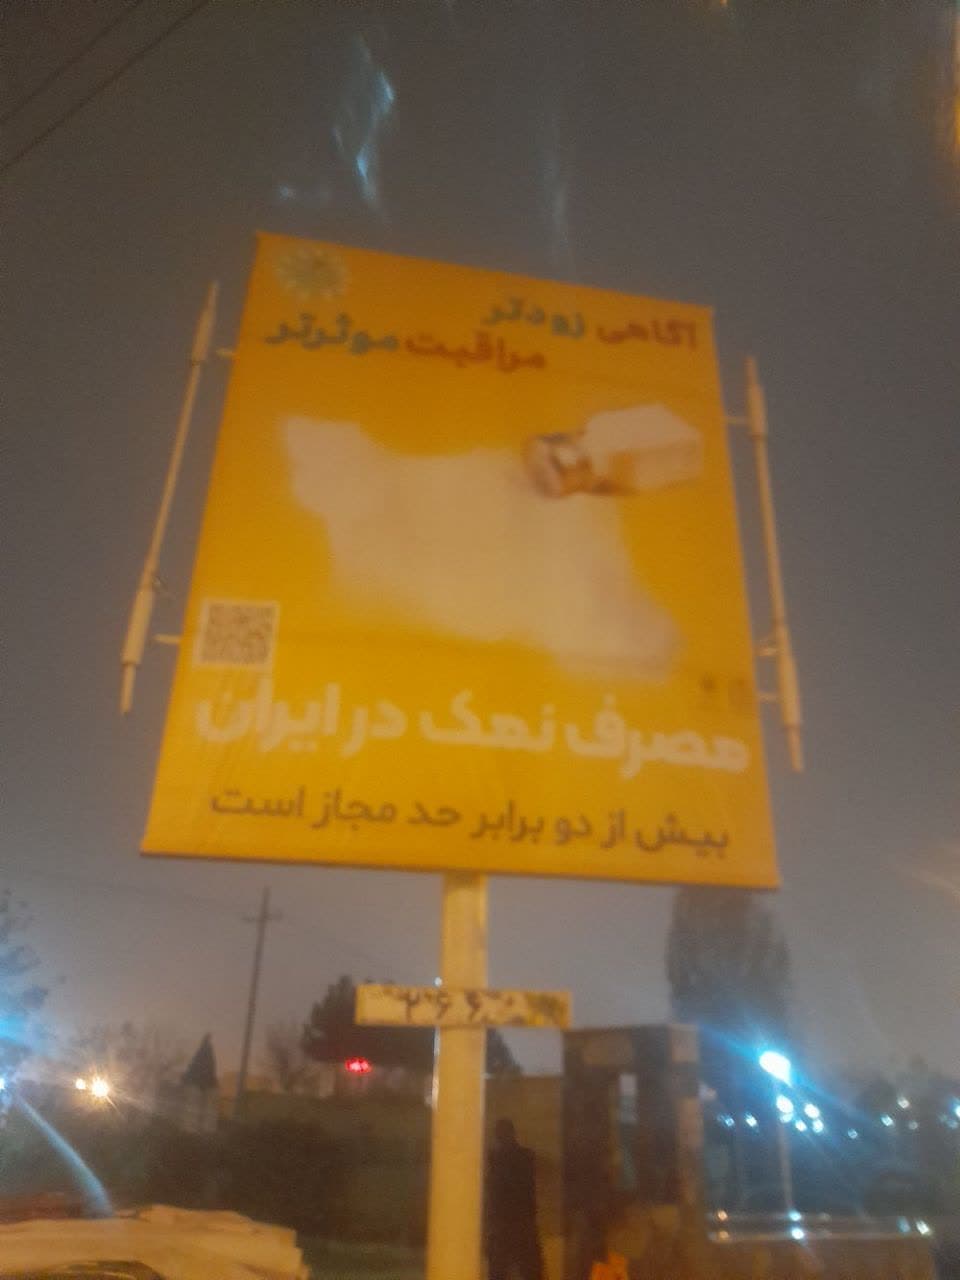 آگاهی زودتر
مراقبت موثرتر
مصرف نمک در ایران
بیش از دو برابر حد مجاز است